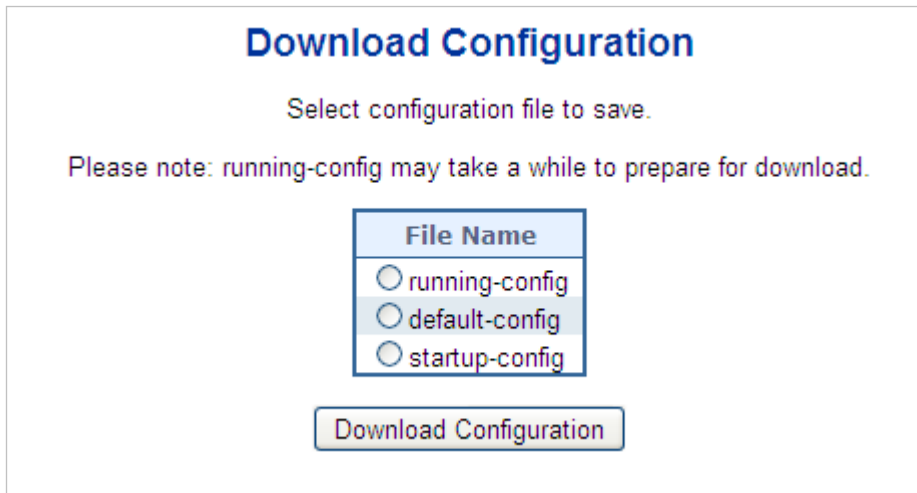 Download Configuration
Select configuration file to save.
Please note: running-config may take a while to prepare for download.
File Name
running-config
default-config
startup-config
Download Configuration